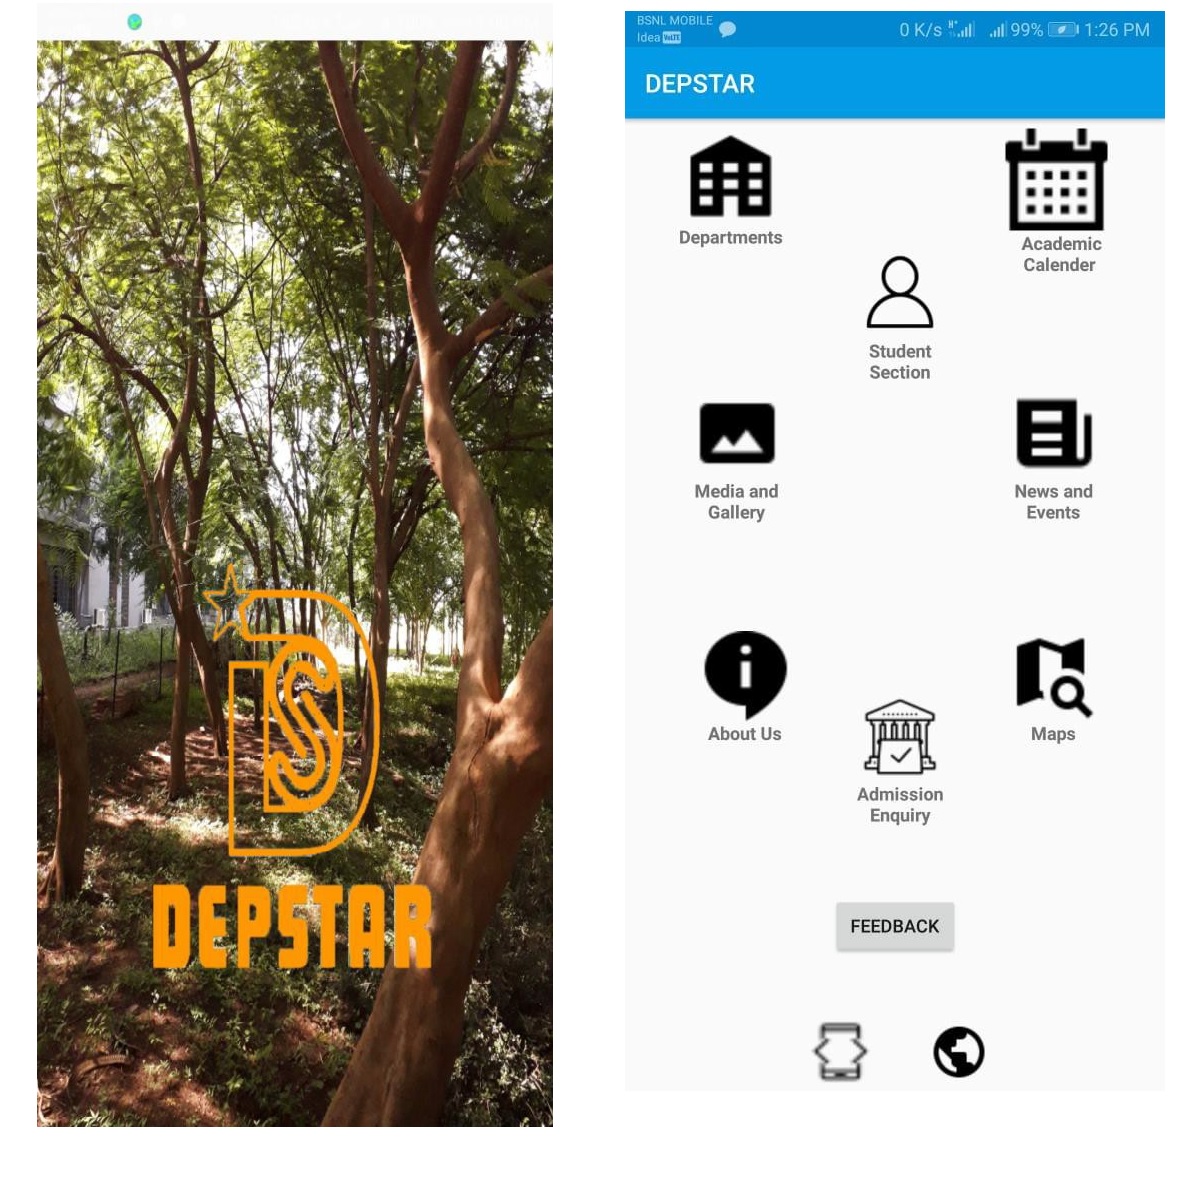 DEPSTAR
BSNL MOBILE
Idea VoLTE
0 K/s H+ 99% 1:26 PM
DEPSTAR
Departments
Academic
Calender
Student
Section
Media and
Gallery
News and
Events
About Us
Maps
Admission
Enquiry
FEEDBACK